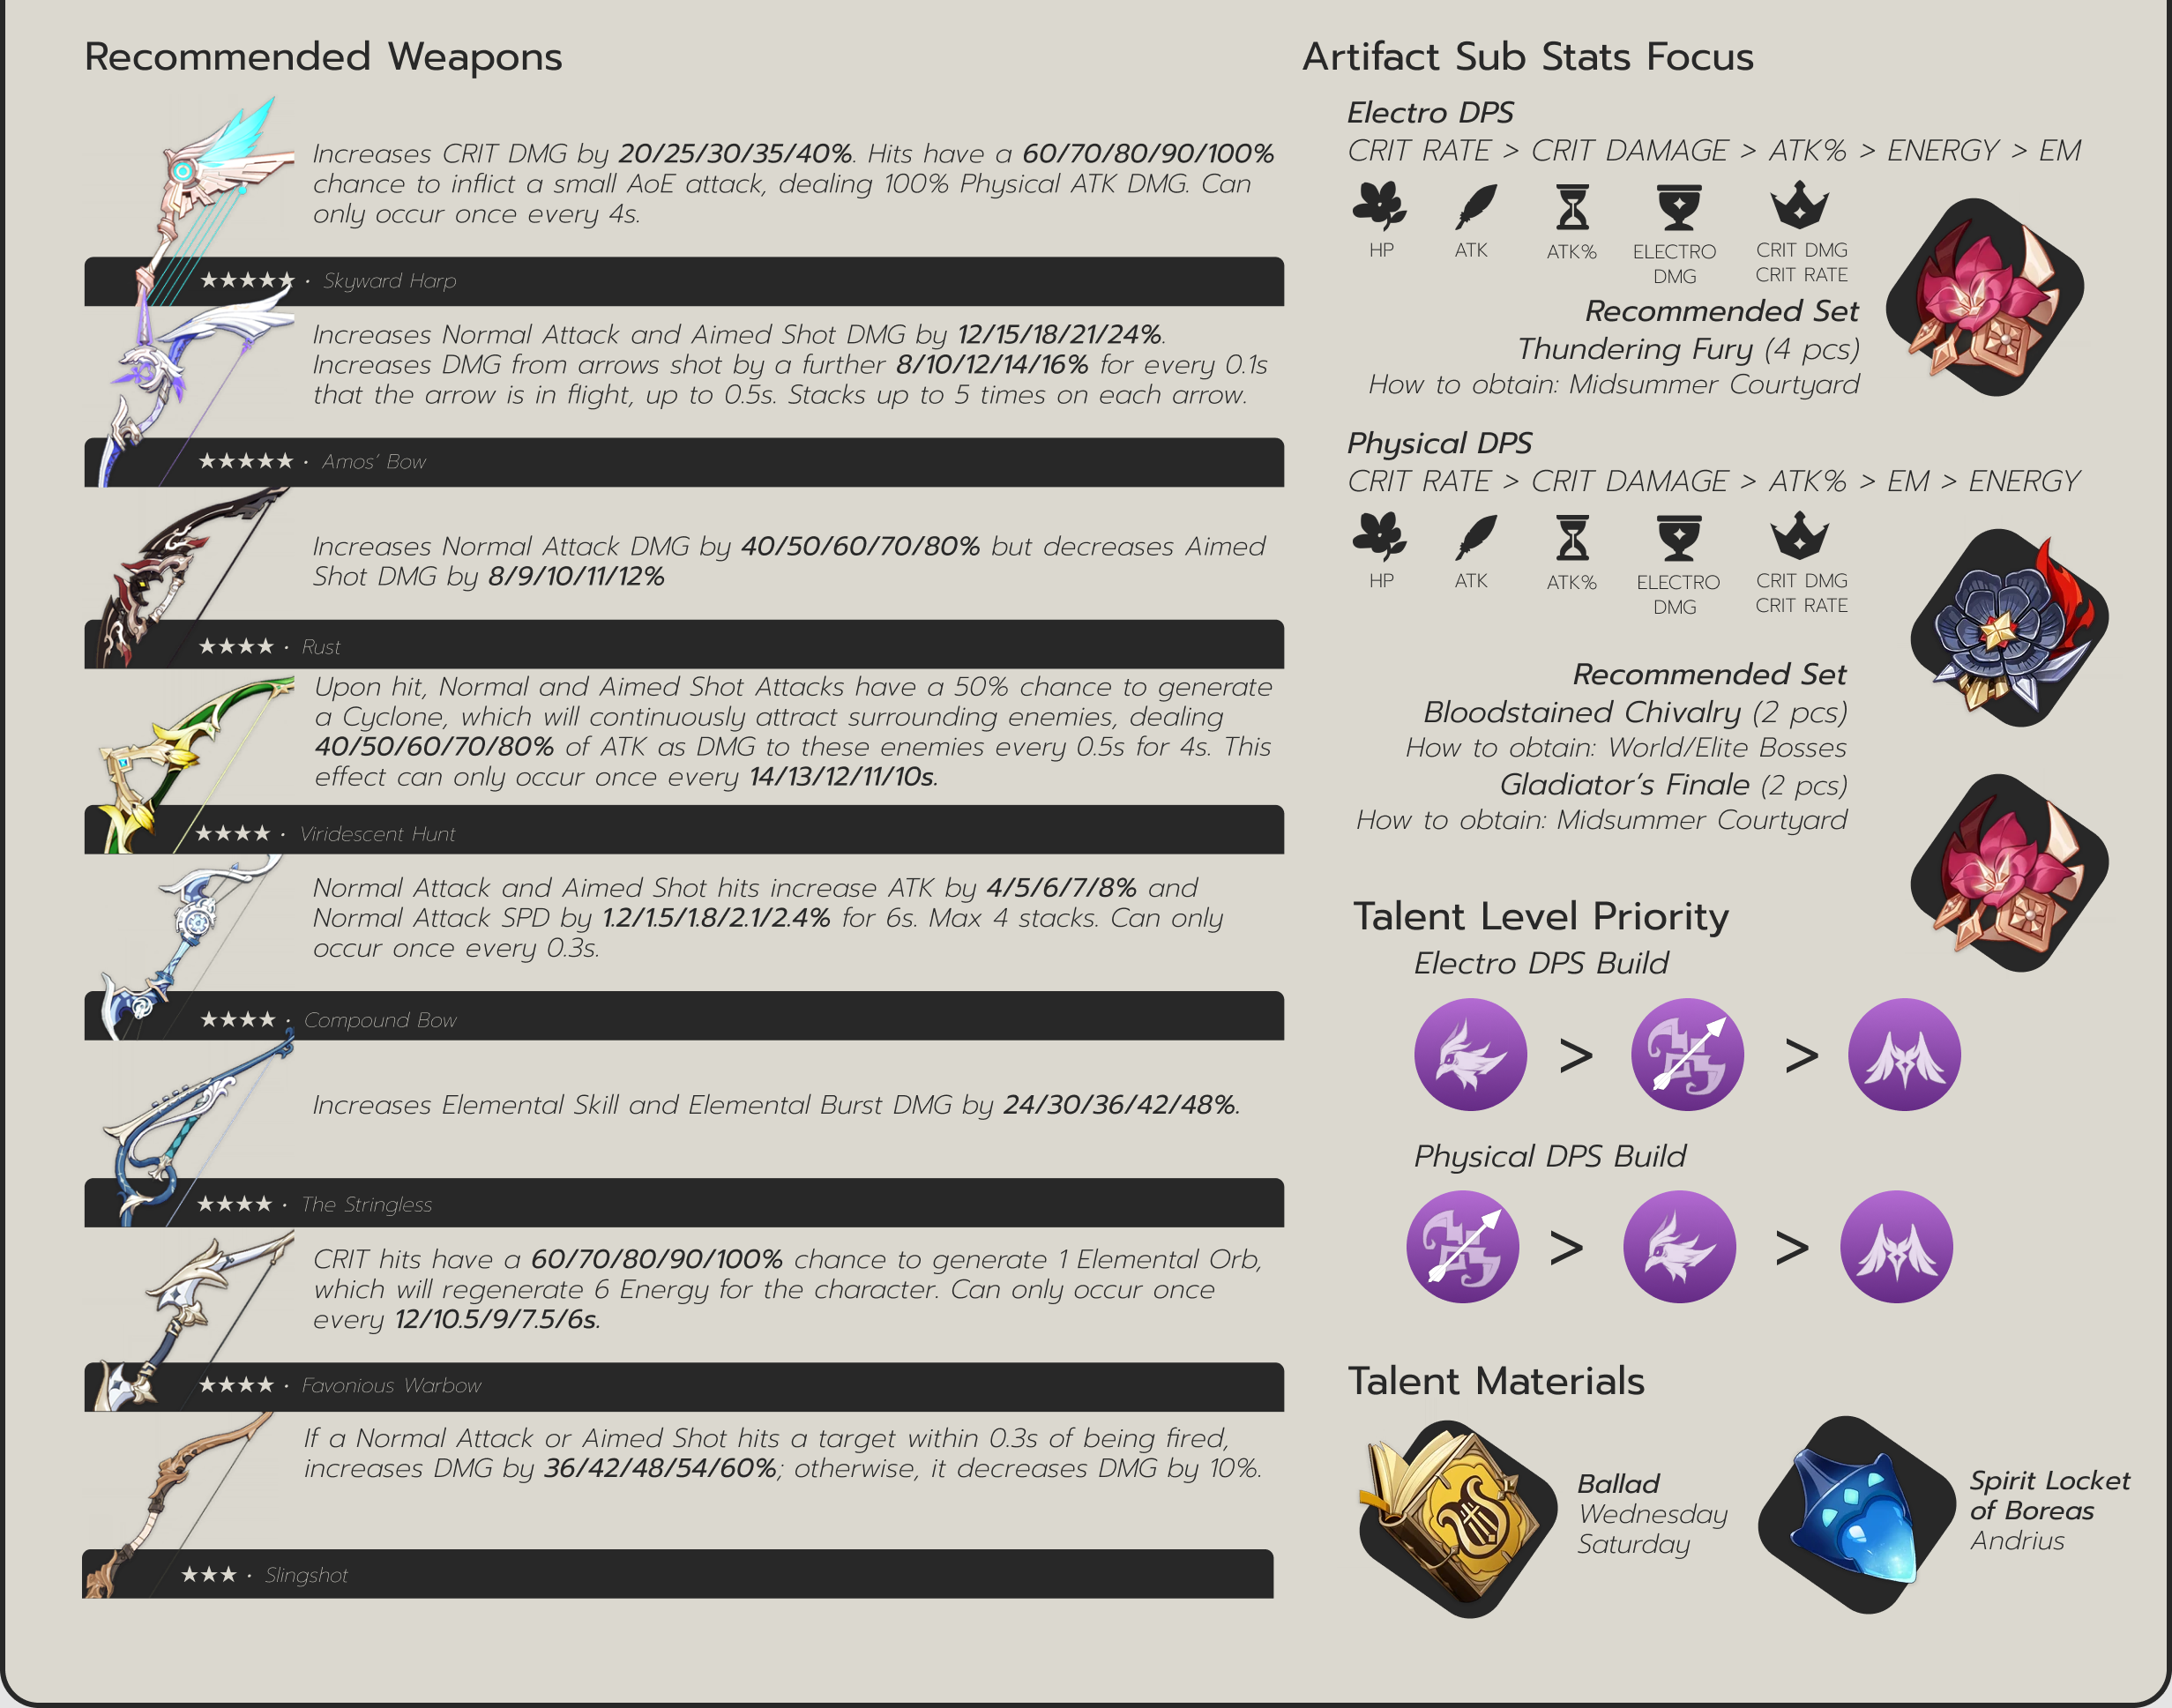 Recommended Weapons
Increases CRIT DMG by 20/25/30/35/40%. Hits have a 60/70/80/90/100%
chance to inflict a small AoE attack, dealing 100% Physical ATK DMG. Can
only occur once every 4s.
★★★★★ · Skyward Harp
Increases Normal Attack and Aimed Shot DMG by 12/15/18/21/24%.
Increases DMG from arrows shot by a further 8/10/12/14/16% for every 0.1s
that the arrow is in flight, up to 0.5s. Stacks up to 5 times on each arrow.
★★★★★ · Amos' Bow
Increases Normal Attack DMG by 40/50/60/70/80% but decreases Aimed
Shot DMG by 8/9/10/11/12%
★★★★ · Rust
Upon hit, Normal and Aimed Shot Attacks have a 50% chance to generate
a Cyclone, which will continuously attract surrounding enemies, dealing
40/50/60/70/80% of ATK as DMG to these enemies every 0.5s for 4s. This
effect can only occur once every 14/13/12/11/10s.
★★★★ · Viridescent Hunt
Normal Attack and Aimed Shot hits increase ATK by 4/5/6/7/8% and
Normal Attack SPD by 1.2/1.5/1.8/2.1/2.4% for 6s. Max 4 stacks. Can only
occur once every 0.3s.
★★★★ · Compound Bow
Increases Elemental Skill and Elemental Burst DMG by 24/30/36/42/48%.
★★★★ · The Stringless
CRIT hits have a 60/70/80/90/100% chance to generate 1 Elemental Orb,
which will regenerate 6 Energy for the character. Can only occur once
every 12/10.5/9/7.5/6s.
★★★★ · Favonious Warbow
If a Normal Attack or Aimed Shot hits a target within 0.3s of being fired,
increases DMG by 36/42/48/54/60%; otherwise, it decreases DMG by 10%.
★★★ · Slingshot
Artifact Sub Stats Focus
Electro DPS
CRIT RATE > CRIT DAMAGE > ATK% > ENERGY > EM
HP ATK ATK% ELECTRO DMG CRIT DMG CRIT RATE
Recommended Set
Thundering Fury (4 pcs)
How to obtain: Midsummer Courtyard
Physical DPS
CRIT RATE > CRIT DAMAGE > ATK% > EM > ENERGY
HP ATK ATK% ELECTRO DMG CRIT DMG CRIT RATE
Recommended Set
Bloodstained Chivalry (2 pcs)
How to obtain: World/Elite Bosses
Gladiator's Finale (2 pcs)
How to obtain: Midsummer Courtyard
Talent Level Priority
Electro DPS Build
> >
Physical DPS Build
> >
Talent Materials
Ballad
Wednesday
Saturday
Spirit Locket
of Boreas
Andrius